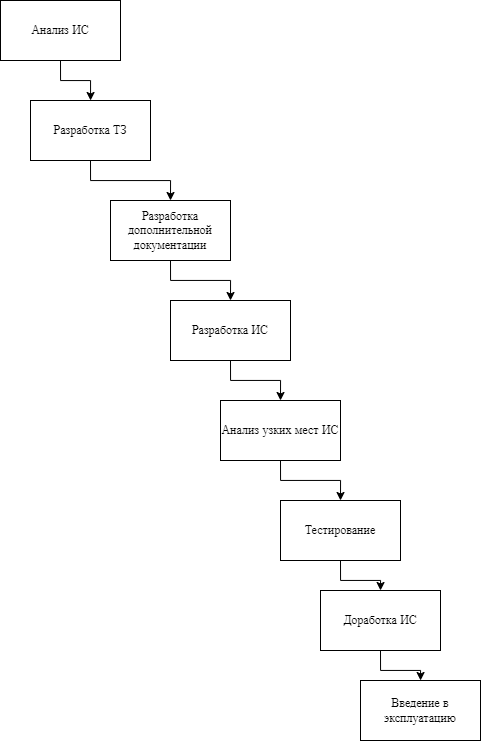 Анализ ИС
Разработка ТЗ
Разработка
дополнительной
документации
Разработка ИС
Анализ узких мест ИС
Тестирование
Доработка ИС
Введение в
эксплуатацию